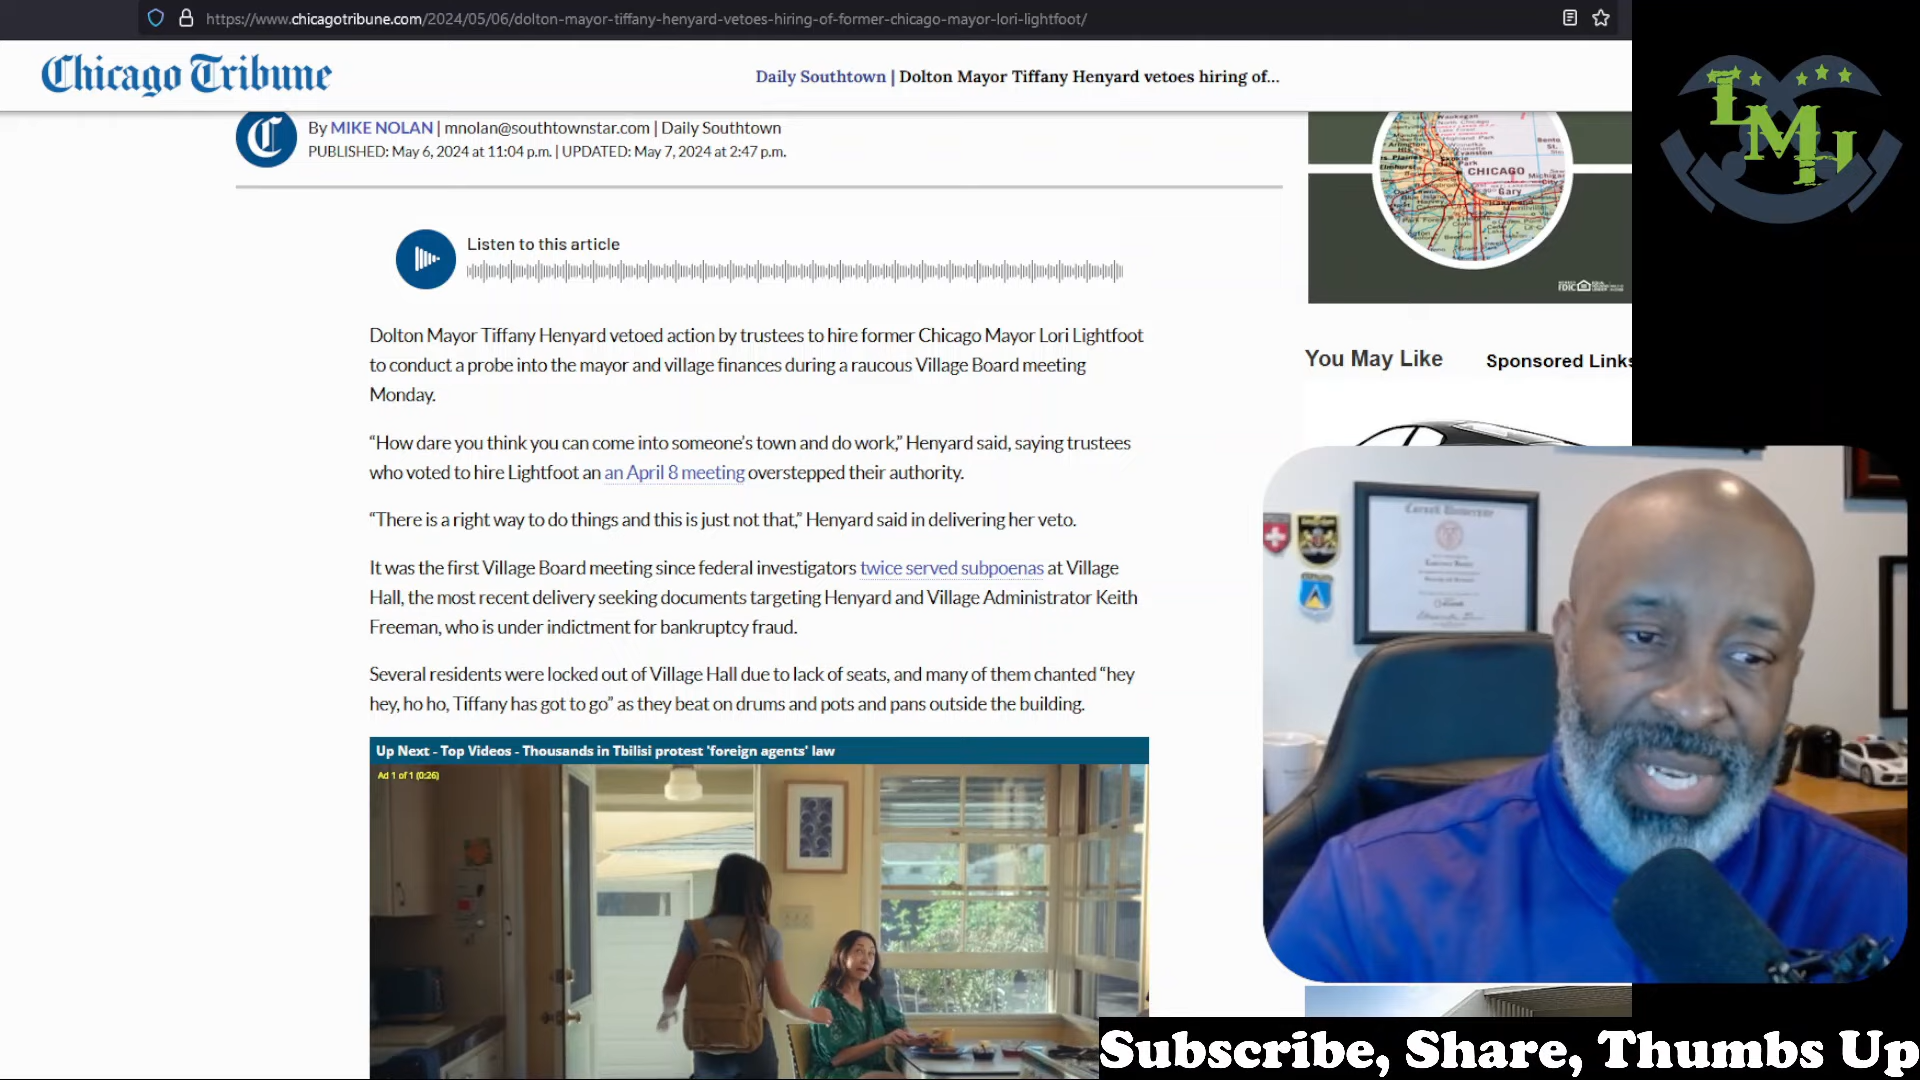 https://www.chicagotribune.com/2024/05/06/dolton-mayor-tiffany-henyard-vetoes-hiring-of-former-chicago-mayor-lori-lightfoot/
Chicago Tribune
Daily Southtown | Dolton Mayor Tiffany Henyard vetoes hiring of...
LMJ
C
By MIKE NOLAN | mnolan@southtownstar.com | Daily Southtown
PUBLISHED: May 6, 2024 at 11:04 p.m. | UPDATED: May 7, 2024 at 2:47 p.m.
Waukegan
Evanston
CHICAGO
Gary
FDIC
Listen to this article
Dolton Mayor Tiffany Henyard vetoed action by trustees to hire former Chicago Mayor Lori Lightfoot
to conduct a probe into the mayor and village finances during a raucous Village Board meeting
Monday.
You May Like
Sponsored Links
“How dare you think you can come into someone’s town and do work,” Henyard said, saying trustees
who voted to hire Lightfoot an an April 8 meeting overstepped their authority.
“There is a right way to do things and this is just not that,” Henyard said in delivering her veto.
It was the first Village Board meeting since federal investigators twice served subpoenas at Village
Hall, the most recent delivery seeking documents targeting Henyard and Village Administrator Keith
Freeman, who is under indictment for bankruptcy fraud.
Several residents were locked out of Village Hall due to lack of seats, and many of them chanted “hey
hey, ho ho, Tiffany has got to go” as they beat on drums and pots and pans outside the building.
Cornell University
Up Next - Top Videos - Thousands in Tbilisi protest 'foreign agents' law
Ad 1 of 1 (0:26)
Subscribe, Share, Thumbs Up